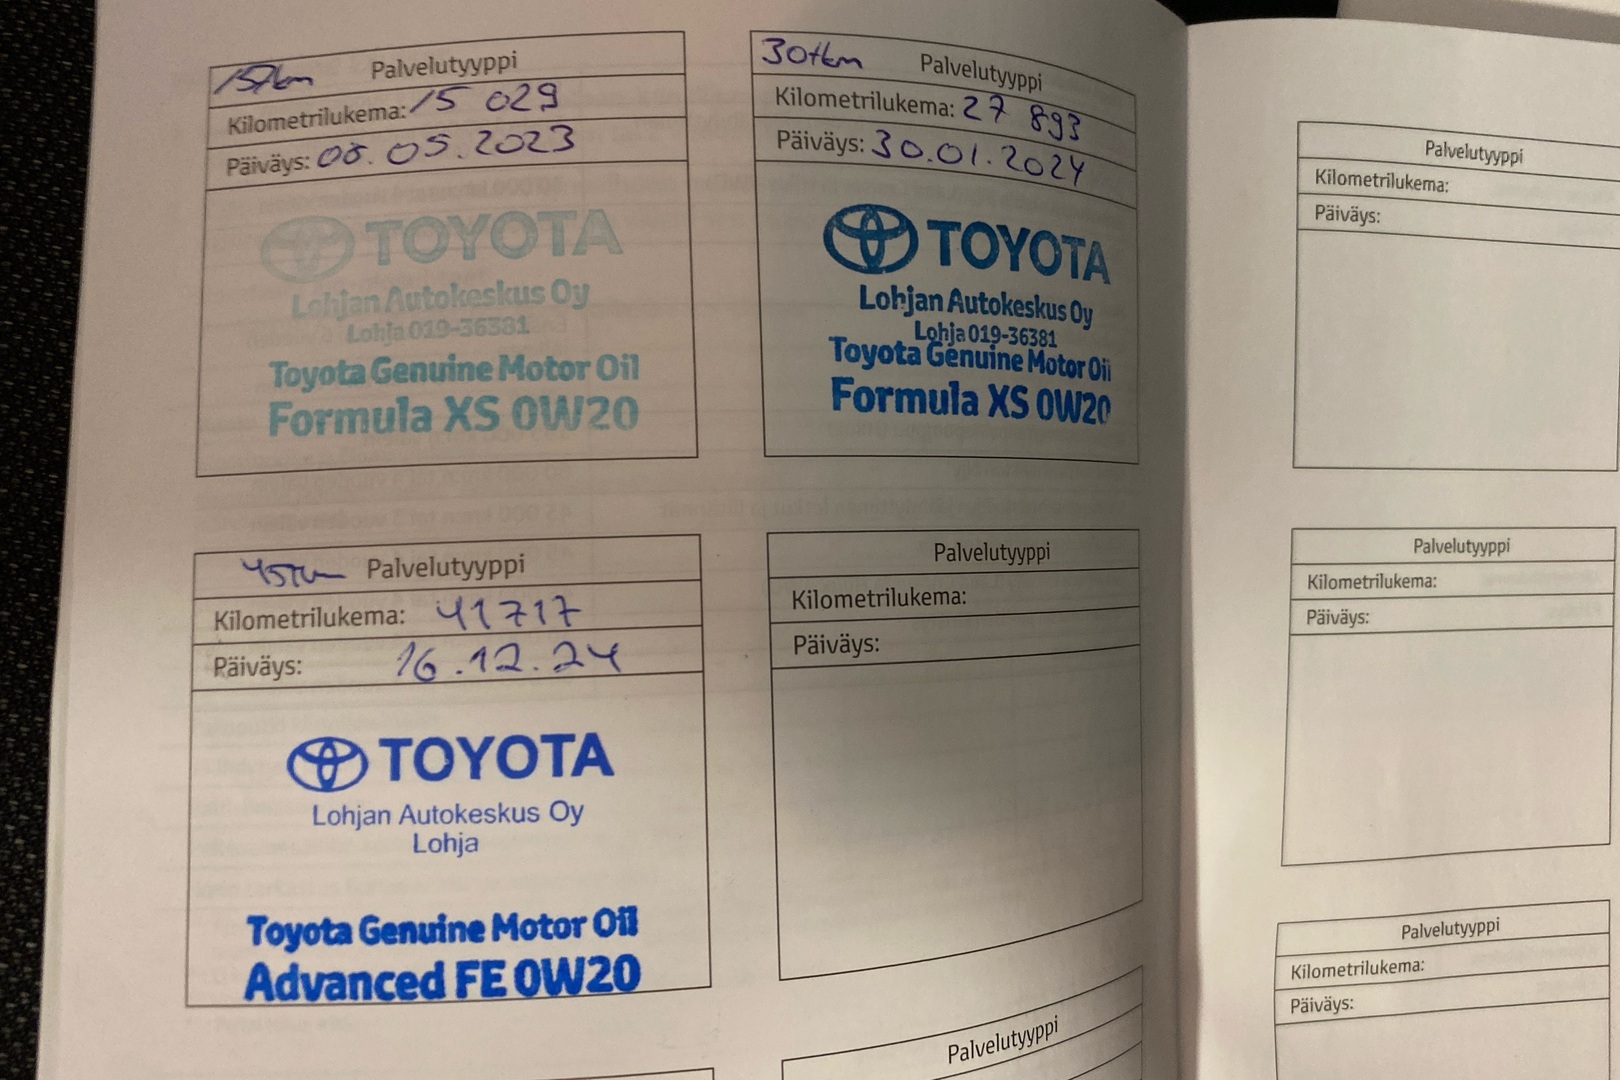 15tkm Palvelutyyppi
Kilometrilukema: 15 029
Päiväys: 08.05.2023
TOYOTA
Lohjan Autokeskus Oy
Lohja 019-36381
Toyota Genuine Motor Oil
Formula XS 0W20
30tkm Palvelutyyppi
Kilometrilukema: 27 893
Päiväys: 30.01.2024
TOYOTA
Lohjan Autokeskus Oy
Lohja 019-36381
Toyota Genuine Motor Oil
Formula XS 0W20
45tkm Palvelutyyppi
Kilometrilukema: 41717
Päiväys: 16.12.24
TOYOTA
Lohjan Autokeskus Oy
Lohja
Toyota Genuine Motor Oil
Advanced FE 0W20
Palvelutyyppi
Kilometrilukema:
Päiväys:
Palvelutyyppi
Palvelutyyppi
Kilometrilukema:
Päiväys:
Palvelutyyppi
Kilometrilukema:
Päiväys:
Palvelutyyppi
Kilometrilukema:
Päiväys: